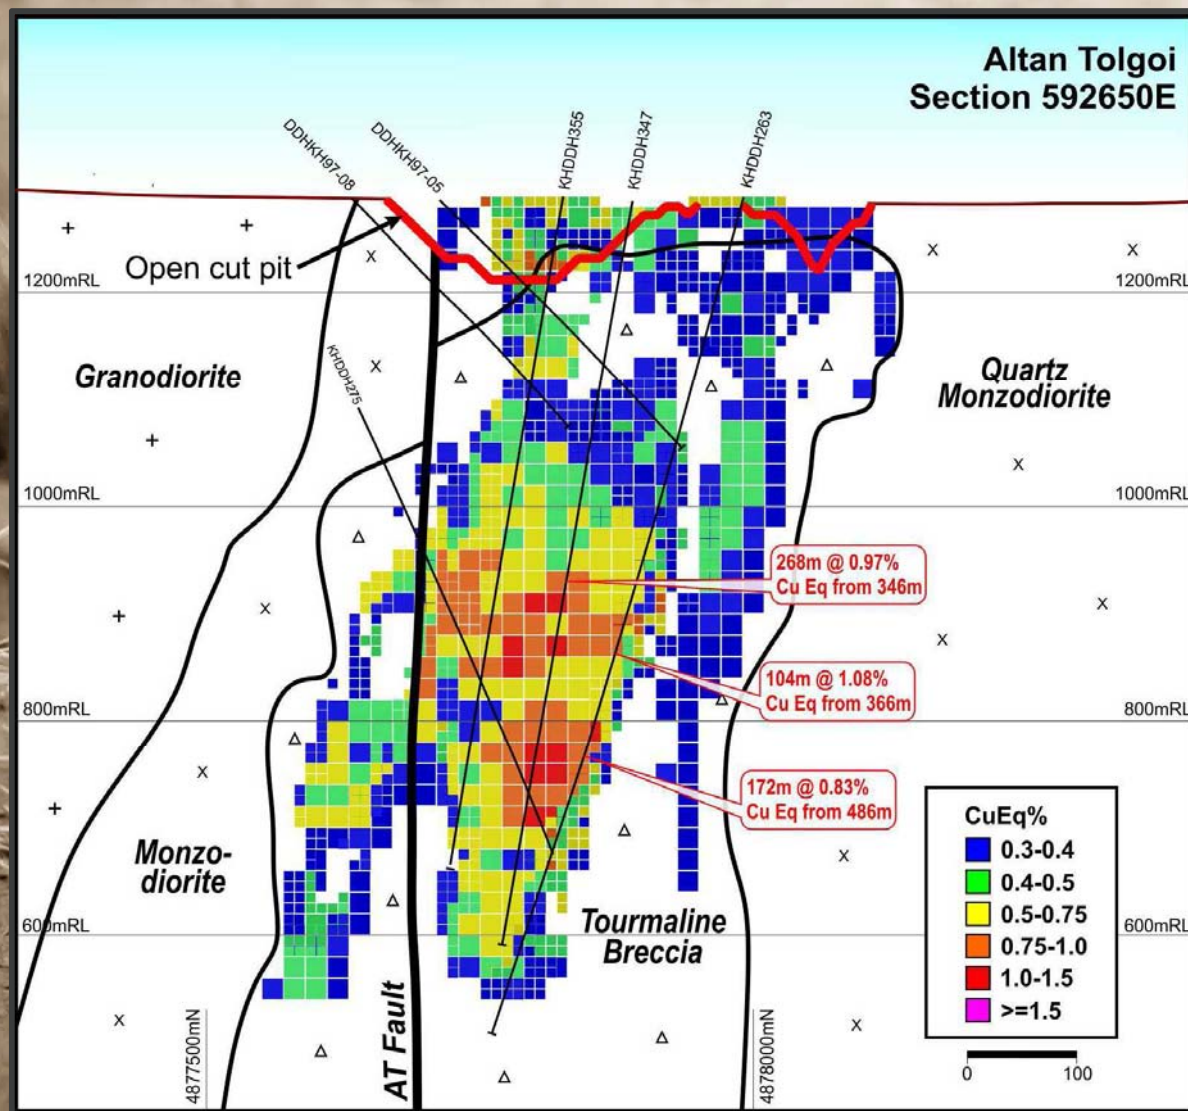 Altan Tolgoi
Section 592650E
DDHKH97-08
DDHKH97-05
KHDDH355
KHDDH347
KHDDH263
Open cut pit
1200mRL
1200mRL
KHDDH275
Granodiorite
Quartz
Monzodiorite
1000mRL
1000mRL
268m @ 0.97%
Cu Eq from 346m
104m @ 1.08%
Cu Eq from 366m
800mRL
800mRL
172m @ 0.83%
Cu Eq from 486m
Monzo-
diorite
Tourmaline
Breccia
600mRL
600mRL
AT Fault
4877500mN
4878000mN
CuEq%
0.3-0.4
0.4-0.5
0.5-0.75
0.75-1.0
1.0-1.5
>=1.5
0 100